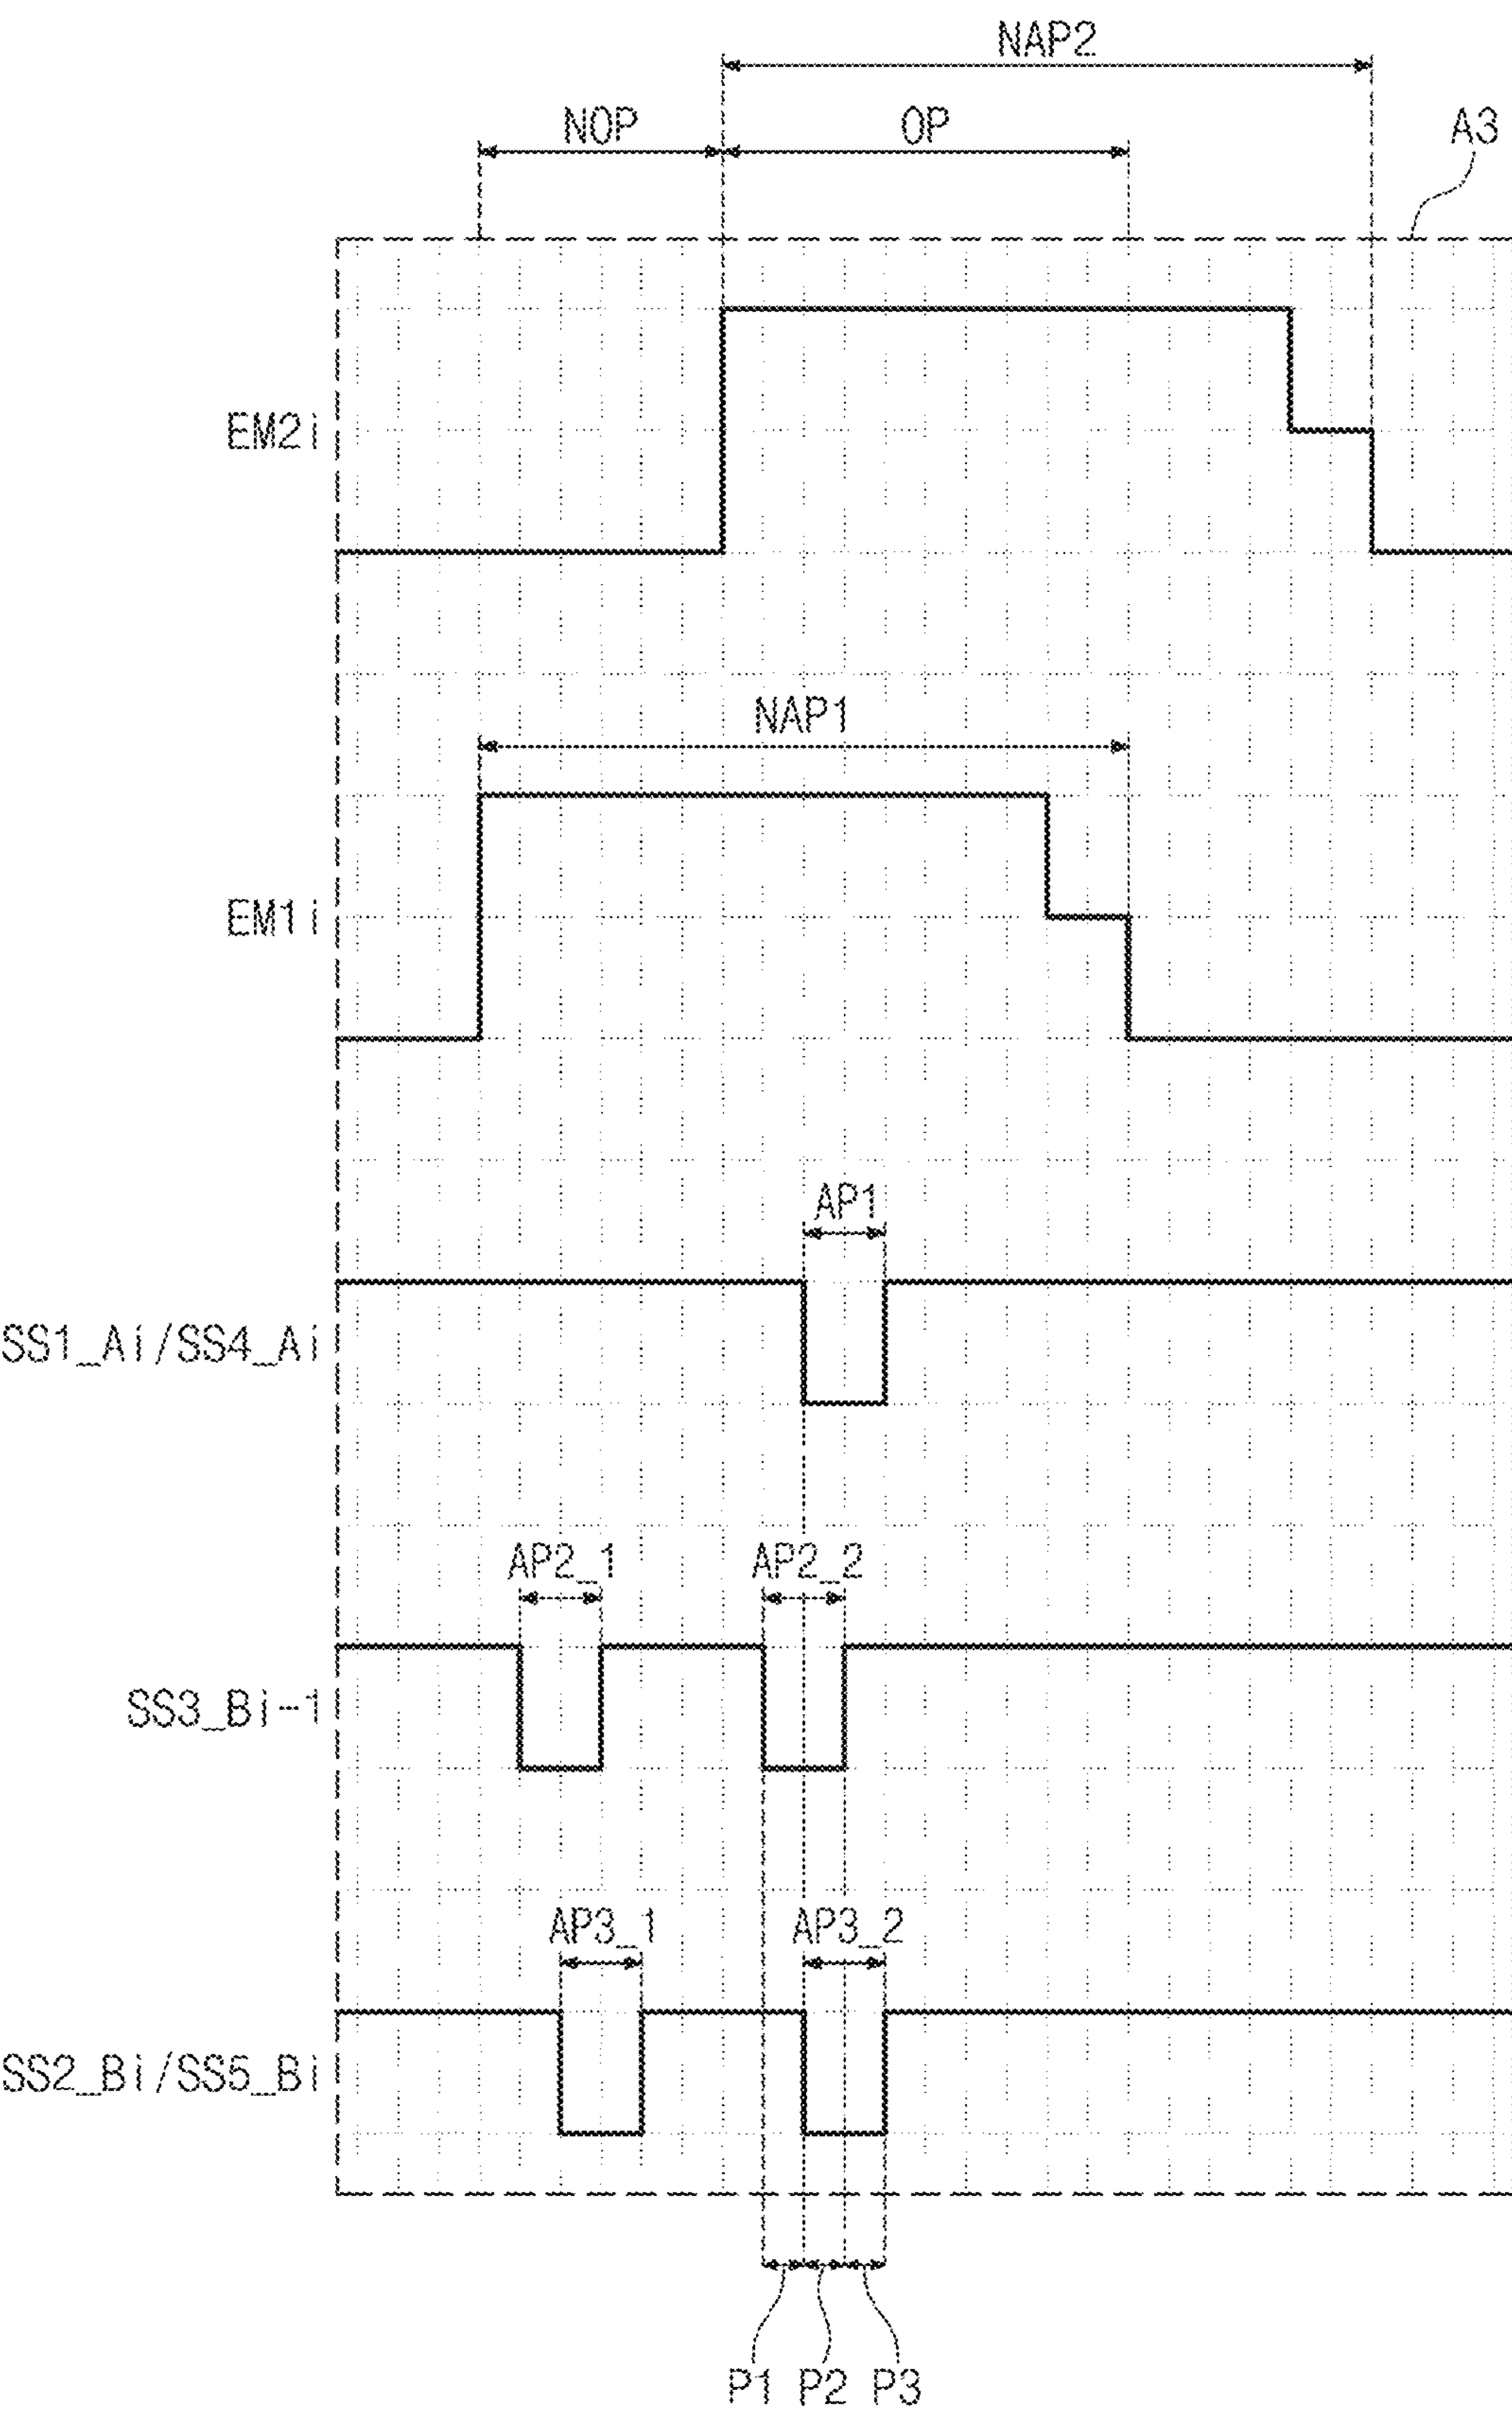 NAP2
NOP OP A3
EM2i
NAP1
EM1i
AP1
SS1_Ai/SS4_Ai
AP2_1 AP2_2
SS3_Bi-1
AP3_1 AP3_2
SS2_Bi/SS5_Bi
P1 P2 P3